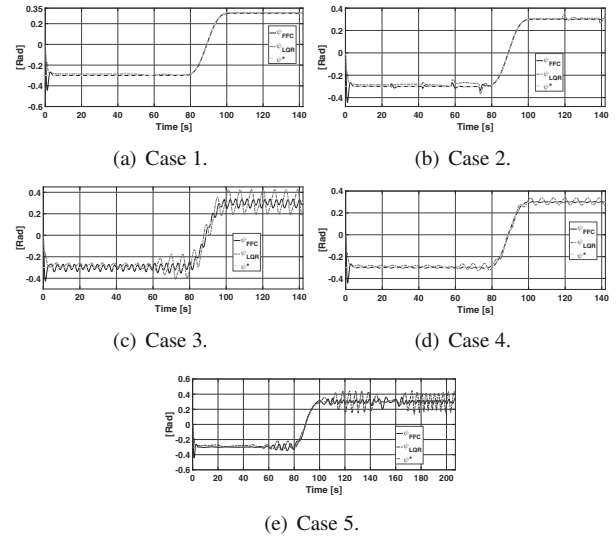 0.35
0.2
0
-0.2
-0.4
-0.6
[Rad]
0 20 40 60 80 100 120 140
Time [s]
ψFFC
ψLQR
ψ*
(a) Case 1.
0.4
0.2
0
-0.2
-0.4
[Rad]
0 20 40 60 80 100 120 140
Time [s]
ψFFC
ψLQR
ψ*
(b) Case 2.
0.4
0.2
0
-0.2
-0.4
[Rad]
0 20 40 60 80 100 120 140
Time [s]
ψFFC
ψLQR
ψ*
(c) Case 3.
0.4
0.2
0
-0.2
-0.4
[Rad]
0 20 40 60 80 100 120 140
Time [s]
ψFFC
ψLQR
ψ*
(d) Case 4.
0.6
0.4
0.2
0
-0.2
-0.4
-0.6
[Rad]
0 20 40 60 80 100 120 140 160 180 200
Time [s]
ψFFC
ψLQR
ψ*
(e) Case 5.